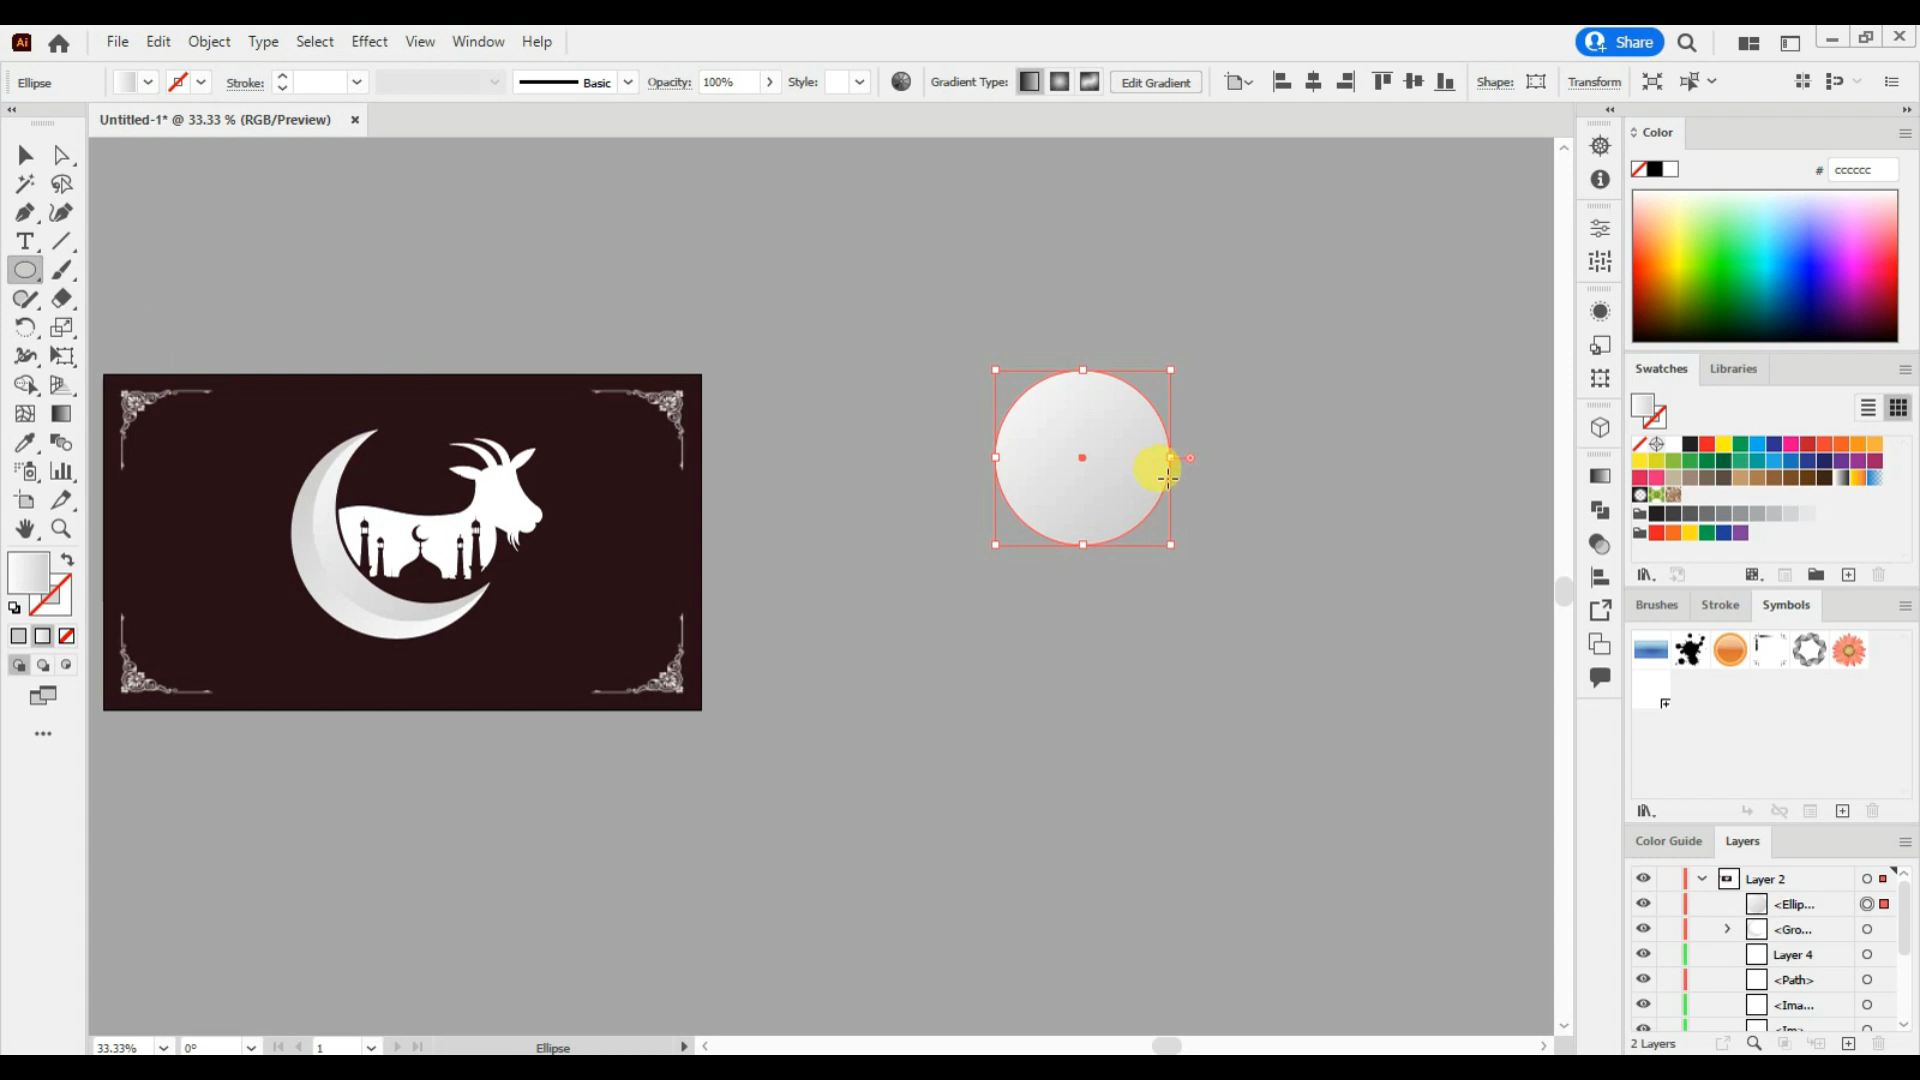 Ai File Edit Object Type Select Effect View Window Help Share
Ellipse Stroke: Basic Opacity: 100% Style: Gradient Type: Edit Gradient Shape: Transform
Untitled-1* @ 33.33 % (RGB/Preview)
Color
# cccccc
Swatches Libraries
Brushes Stroke Symbols
Color Guide Layers
Layer 2
<Ellip...
<Gro...
Layer 4
<Path>
<Ima...
2 Layers
33.33% 0° 1 Ellipse